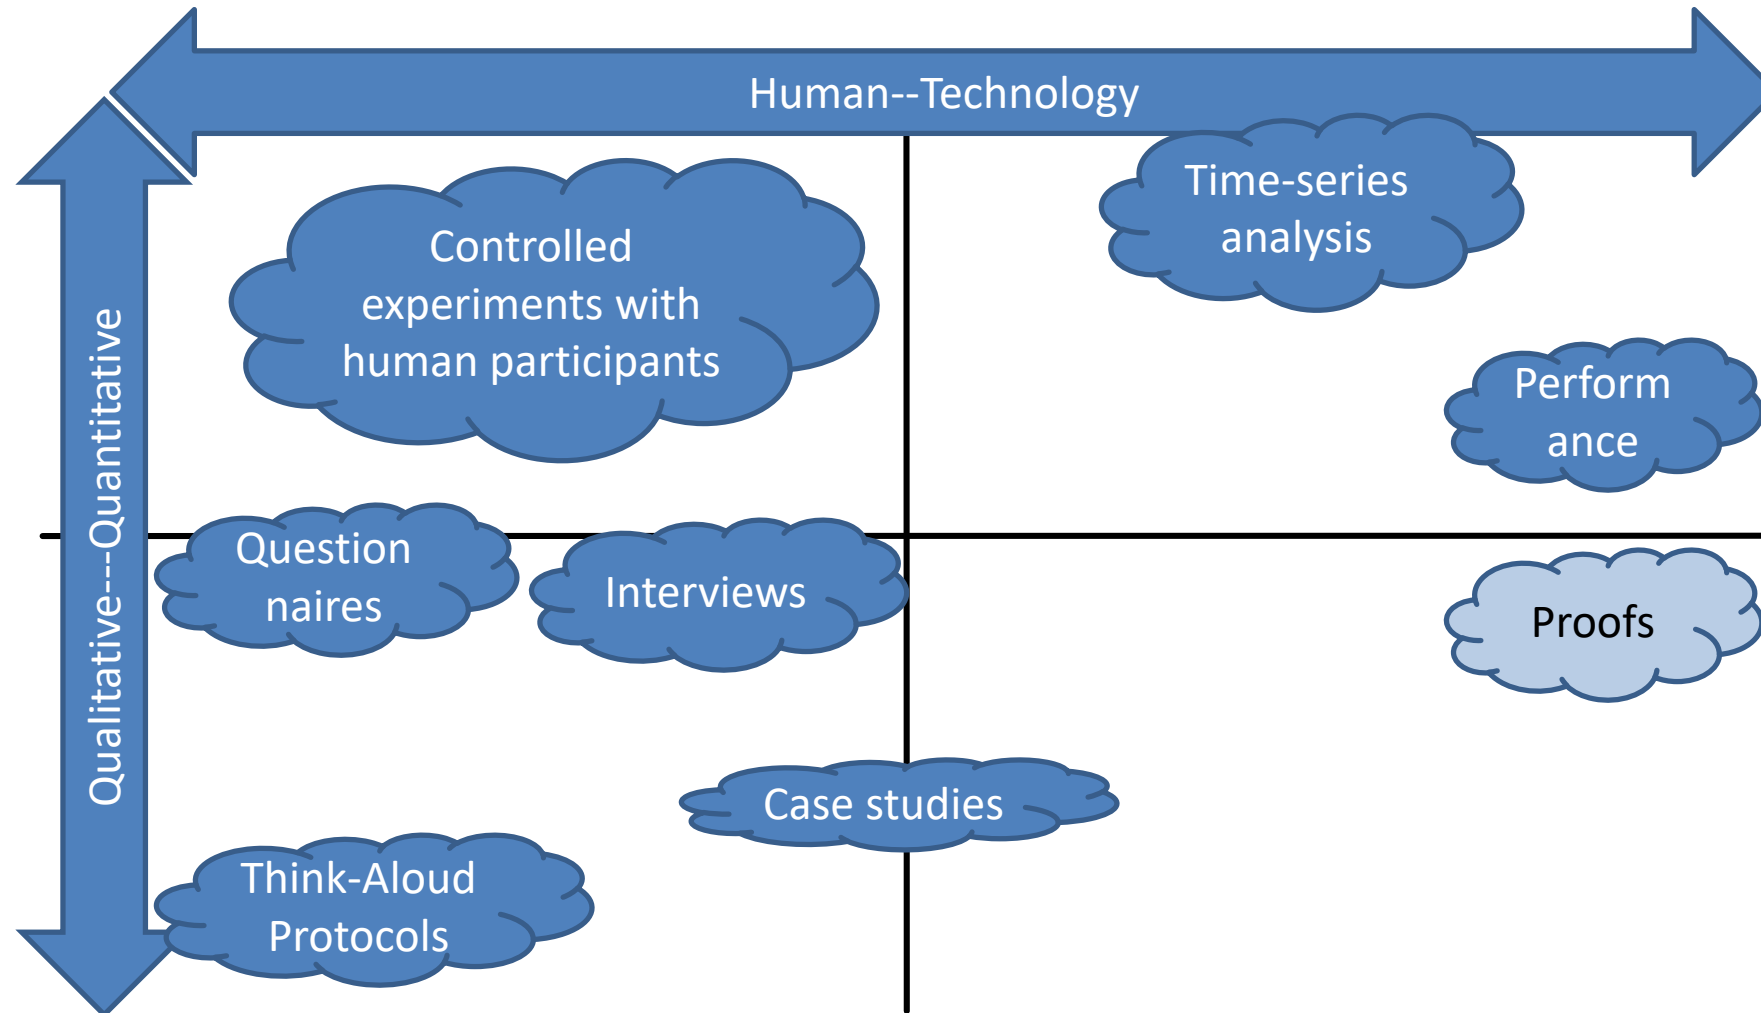 Human--Technology
Qualitative---Quantitative
Controlled
experiments with
human participants
Time-series
analysis
Perform
ance
Question
naires
Interviews
Proofs
Case studies
Think-Aloud
Protocols